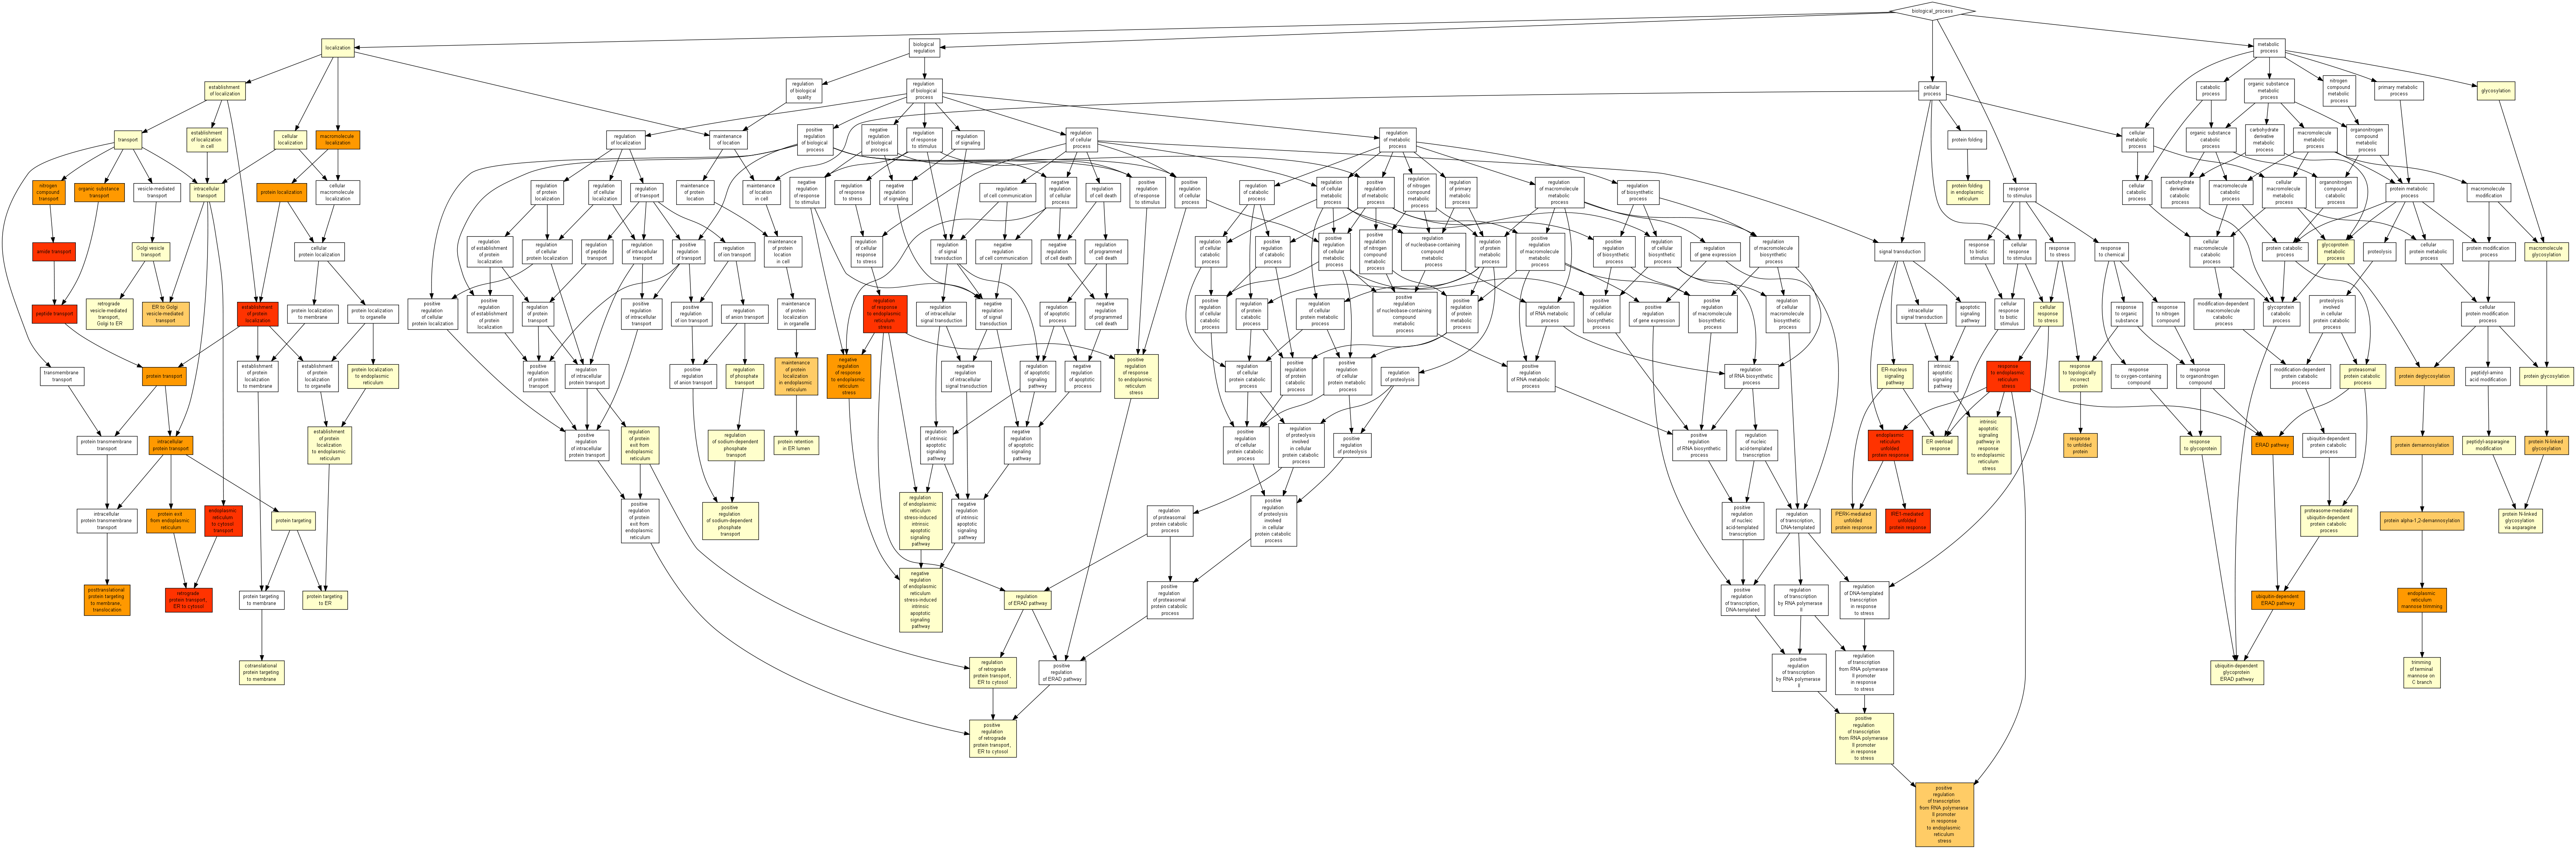 biological_process
localization
biological
regulation
metabolic
process
establishment
of localization
regulation
of biological
quality
regulation
of biological
process
cellular
process
catabolic
process
organic substance
metabolic
process
nitrogen
compound
metabolic
process
primary metabolic
process
glycosylation
transport
establishment
of localization
in cell
cellular
localization
macromolecule
localization
regulation
of localization
maintenance
of location
positive
regulation
of biological
process
negative
regulation
of biological
process
regulation
of response
to stimulus
regulation
of signaling
regulation
of cellular
process
regulation
of metabolic
process
protein folding
cellular
metabolic
process
organic substance
catabolic
process
carbohydrate
derivative
metabolic
process
macromolecule
metabolic
process
organonitrogen
compound
metabolic
process
nitrogen
compound
transport
organic substance
transport
vesicle-mediated
transport
intracellular
transport
protein localization
cellular
macromolecule
localization
regulation
of protein
localization
regulation
of cellular
localization
regulation
of transport
maintenance
of protein
location
maintenance
of location
in cell
negative
regulation
of response
to stimulus
regulation
of response
to stress
negative
regulation
of signaling
regulation
of cell
communication
negative
regulation
of cellular
process
regulation
of cell death
positive
regulation
of response
to stimulus
positive
regulation
of cellular
process
regulation
of catabolic
process
regulation
of cellular
metabolic
process
positive
regulation
of metabolic
process
regulation
of nitrogen
compound
metabolic
process
regulation
of primary
metabolic
process
regulation
of macromolecule
metabolic
process
regulation
of biosynthetic
process
protein folding
in endoplasmic
reticulum
response
to stimulus
cellular
catabolic
process
carbohydrate
derivative
catabolic
process
macromolecule
catabolic
process
cellular
macromolecule
metabolic
process
organonitrogen
compound
catabolic
process
protein metabolic
process
macromolecule
modification
amide transport
Golgi vesicle
transport
cellular
protein localization
regulation
of establishment
of protein
localization
regulation
of cellular
protein localization
regulation
of peptide
transport
regulation
of intracellular
transport
positive
regulation
of transport
regulation
of ion transport
maintenance
of protein
location
in cell
regulation
of cellular
response
to stress
regulation
of signal
transduction
negative
regulation
of cell communication
negative
regulation
of cell death
regulation
of programmed
cell death
regulation
of cellular
catabolic
process
positive
regulation
of catabolic
process
positive
regulation
of cellular
metabolic
process
positive
regulation
of nitrogen
compound
metabolic
process
regulation
of nucleobase-containing
compound
metabolic
process
regulation
of protein
metabolic
process
positive
regulation
of macromolecule
metabolic
process
positive
regulation
of biosynthetic
process
regulation
of cellular
biosynthetic
process
regulation
of gene expression
regulation
of macromolecule
biosynthetic
process
signal transduction
response
to biotic
stimulus
cellular
response
to stimulus
response
to stress
response
to chemical
cellular
macromolecule
catabolic
process
protein catabolic
process
glycoprotein
metabolic
process
proteolysis
cellular
protein metabolic
process
protein modification
process
macromolecule
glycosylation
peptide transport
retrograde
vesicle-mediated
transport,
Golgi to ER
ER to Golgi
vesicle-mediated
transport
establishment
of protein
localization
protein localization
to membrane
protein localization
to organelle
positive
regulation
of cellular
protein localization
positive
regulation
of establishment
of protein
localization
regulation
of protein
transport
positive
regulation
of intracellular
transport
positive
regulation
of ion transport
regulation
of anion transport
maintenance
of protein
localization
in organelle
regulation
of response
to endoplasmic
reticulum
stress
regulation
of intracellular
signal transduction
negative
regulation
of signal
transduction
regulation
of apoptotic
process
negative
regulation
of programmed
cell death
positive
regulation
of cellular
catabolic
process
regulation
of protein
catabolic
process
regulation
of cellular
protein metabolic
process
positive
regulation
of nucleobase-containing
compound
metabolic
process
positive
regulation
of protein
metabolic
process
regulation
of RNA metabolic
process
positive
regulation
of cellular
biosynthetic
process
positive
regulation
of gene expression
positive
regulation
of macromolecule
biosynthetic
process
regulation
of cellular
macromolecule
biosynthetic
process
intracellular
signal transduction
apoptotic
signaling
pathway
cellular
response
to biotic
stimulus
cellular
response
to stress
response
to organic
substance
response
to nitrogen
compound
modification-dependent
macromolecule
catabolic
process
glycoprotein
catabolic
process
proteolysis
involved
in cellular
protein catabolic
process
cellular
protein modification
process
transmembrane
transport
protein transport
establishment
of protein
localization
to membrane
establishment
of protein
localization
to organelle
protein localization
to endoplasmic
reticulum
positive
regulation
of protein
transport
regulation
of intracellular
protein transport
positive
regulation
of anion transport
regulation
of phosphate
transport
maintenance
of protein
localization
in endoplasmic
reticulum
negative
regulation
of response
to endoplasmic
reticulum
stress
negative
regulation
of intracellular
signal transduction
regulation
of apoptotic
signaling
pathway
negative
regulation
of apoptotic
process
positive
regulation
of response
to endoplasmic
reticulum
stress
regulation
of cellular
protein catabolic
process
positive
regulation
of protein
catabolic
process
positive
regulation
of cellular
protein metabolic
process
regulation
of proteolysis
positive
regulation
of RNA metabolic
process
regulation
of RNA biosynthetic
process
ER-nucleus
signaling
pathway
intrinsic
apoptotic
signaling
pathway
response
to endoplasmic
reticulum
stress
response
to topologically
incorrect
protein
response
to oxygen-containing
compound
response
to organonitrogen
compound
modification-dependent
protein catabolic
process
proteasomal
protein catabolic
process
protein deglycosylation
peptidyl-amino
acid modification
protein glycosylation
protein transmembrane
transport
intracellular
protein transport
establishment
of protein
localization
to endoplasmic
reticulum
positive
regulation
of intracellular
protein transport
regulation
of protein
exit from
endoplasmic
reticulum
regulation
of sodium-dependent
phosphate
transport
protein retention
in ER lumen
regulation
of intrinsic
apoptotic
signaling
pathway
negative
regulation
of apoptotic
signaling
pathway
positive
regulation
of cellular
protein catabolic
process
regulation
of proteolysis
involved
in cellular
protein catabolic
process
positive
regulation
of proteolysis
positive
regulation
of RNA biosynthetic
process
regulation
of nucleic
acid-templated
transcription
endoplasmic
reticulum
unfolded
protein response
ER overload
response
intrinsic
apoptotic
signaling
pathway in
response
to endoplasmic
reticulum
stress
response
to unfolded
protein
response
to glycoprotein
ERAD pathway
ubiquitin-dependent
protein catabolic
process
protein demannosylation
peptidyl-asparagine
modification
protein N-linked
glycosylation
intracellular
protein transmembrane
transport
protein exit
from endoplasmic
reticulum
endoplasmic
reticulum
to cytosol
transport
protein targeting
positive
regulation
of protein
exit from
endoplasmic
reticulum
positive
regulation
of sodium-dependent
phosphate
transport
regulation
of endoplasmic
reticulum
stress-induced
intrinsic
apoptotic
signaling
pathway
negative
regulation
of intrinsic
apoptotic
signaling
pathway
regulation
of proteasomal
protein catabolic
process
positive
regulation
of proteolysis
involved
in cellular
protein catabolic
process
positive
regulation
of nucleic
acid-templated
transcription
regulation
of transcription,
DNA-templated
PERK-mediated
unfolded
protein response
IRE1-mediated
unfolded
protein response
proteasome-mediated
ubiquitin-dependent
protein catabolic
process
protein alpha-1,2-demannosylation
protein N-linked
glycosylation
via asparagine
posttranslational
protein targeting
to membrane,
translocation
retrograde
protein transport,
ER to cytosol
protein targeting
to membrane
protein targeting
to ER
negative
regulation
of endoplasmic
reticulum
stress-induced
intrinsic
apoptotic
signaling
pathway
regulation
of ERAD pathway
positive
regulation
of proteasomal
protein catabolic
process
positive
regulation
of transcription,
DNA-templated
regulation
of transcription
by RNA polymerase
II
regulation
of DNA-templated
transcription
in response
to stress
ubiquitin-dependent
ERAD pathway
endoplasmic
reticulum
mannose trimming
cotranslational
protein targeting
to membrane
regulation
of retrograde
protein transport,
ER to cytosol
positive
regulation
of ERAD pathway
positive
regulation
of transcription
by RNA polymerase
II
regulation
of transcription
from RNA polymerase
II promoter
in response
to stress
ubiquitin-dependent
glycoprotein
ERAD pathway
trimming
of terminal
mannose on
C branch
positive
regulation
of retrograde
protein transport,
ER to cytosol
positive
regulation
of transcription
from RNA polymerase
II promoter
in response
to stress
positive
regulation
of transcription
from RNA polymerase
II promoter
in response
to endoplasmic
reticulum
stress